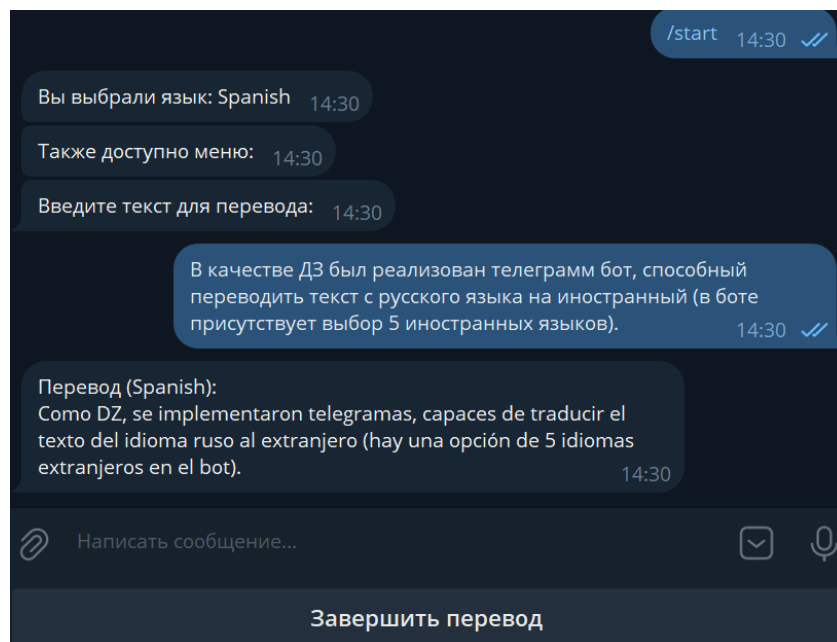 /start 14:30
Вы выбрали язык: Spanish 14:30
Также доступно меню: 14:30
Введите текст для перевода: 14:30
В качестве ДЗ был реализован телеграмм бот, способный
переводить текст с русского языка на иностранный (в боте
присутствует выбор 5 иностранных языков). 14:30
Перевод (Spanish):
Como DZ, se implementaron telegramas, capaces de traducir el
texto del idioma ruso al extranjero (hay una opción de 5 idiomas
extranjeros en el bot). 14:30
Написать сообщение...
Завершить перевод